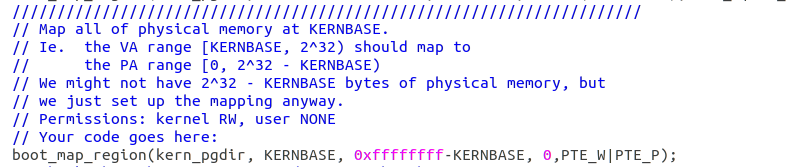 //////////////////////////////////////////////////////////////////////
// Map all of physical memory at KERNBASE.
// Ie.  the VA range [KERNBASE, 2^32) should map to
//      the PA range [0, 2^32 - KERNBASE)
// We might not have 2^32 - KERNBASE bytes of physical memory, but
// we just set up the mapping anyway.
// Permissions: kernel RW, user NONE
// Your code goes here:
boot_map_region(kern_pgdir, KERNBASE, 0xffffffff-KERNBASE, 0,PTE_W|PTE_P);